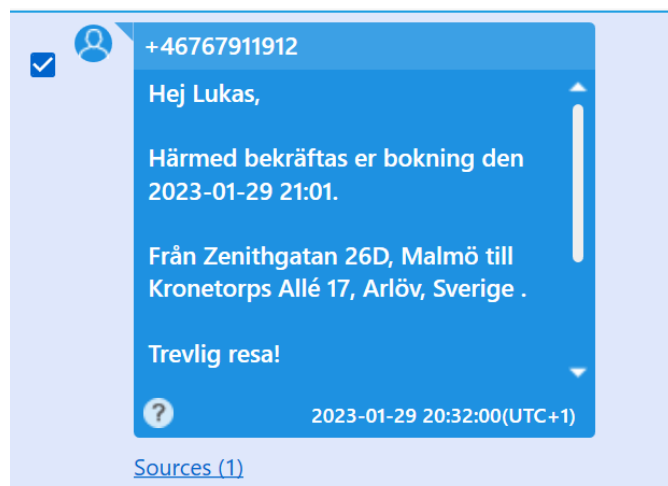 +46767911912
Hej Lukas,
Härmed bekräftas er bokning den
2023-01-29 21:01.
Från Zenithgatan 26D, Malmö till
Kronetorps Allé 17, Arlöv, Sverige .
Trevlig resa!
?
2023-01-29 20:32:00(UTC+1)
Sources (1)